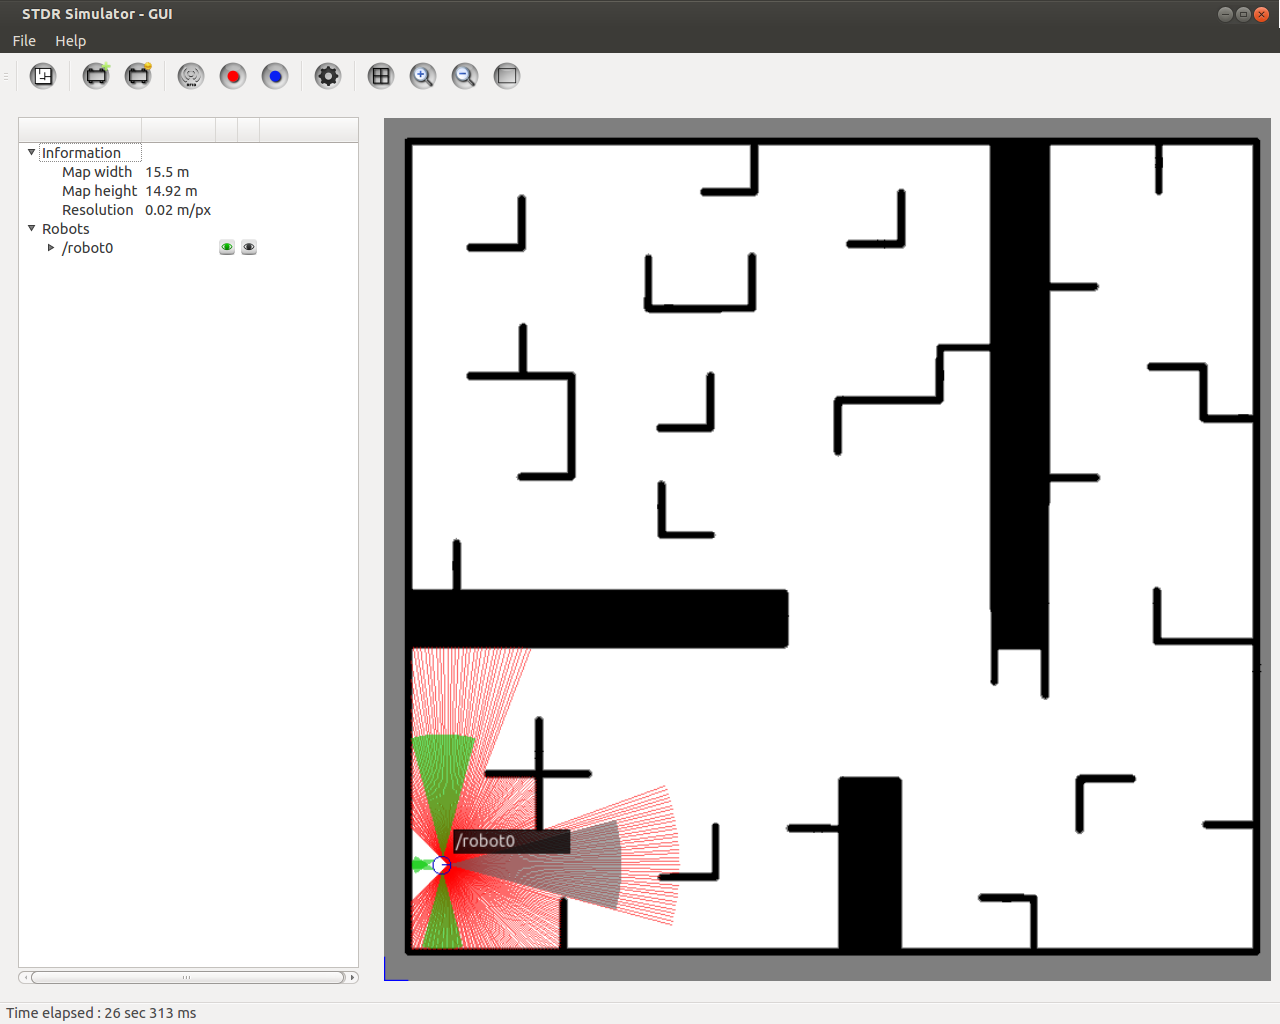 STDR Simulator - GUI
File Help
Information
Map width 15.5 m
Map height 14.92 m
Resolution 0.02 m/px
Robots
/robot0
/robot0
Time elapsed : 26 sec 313 ms